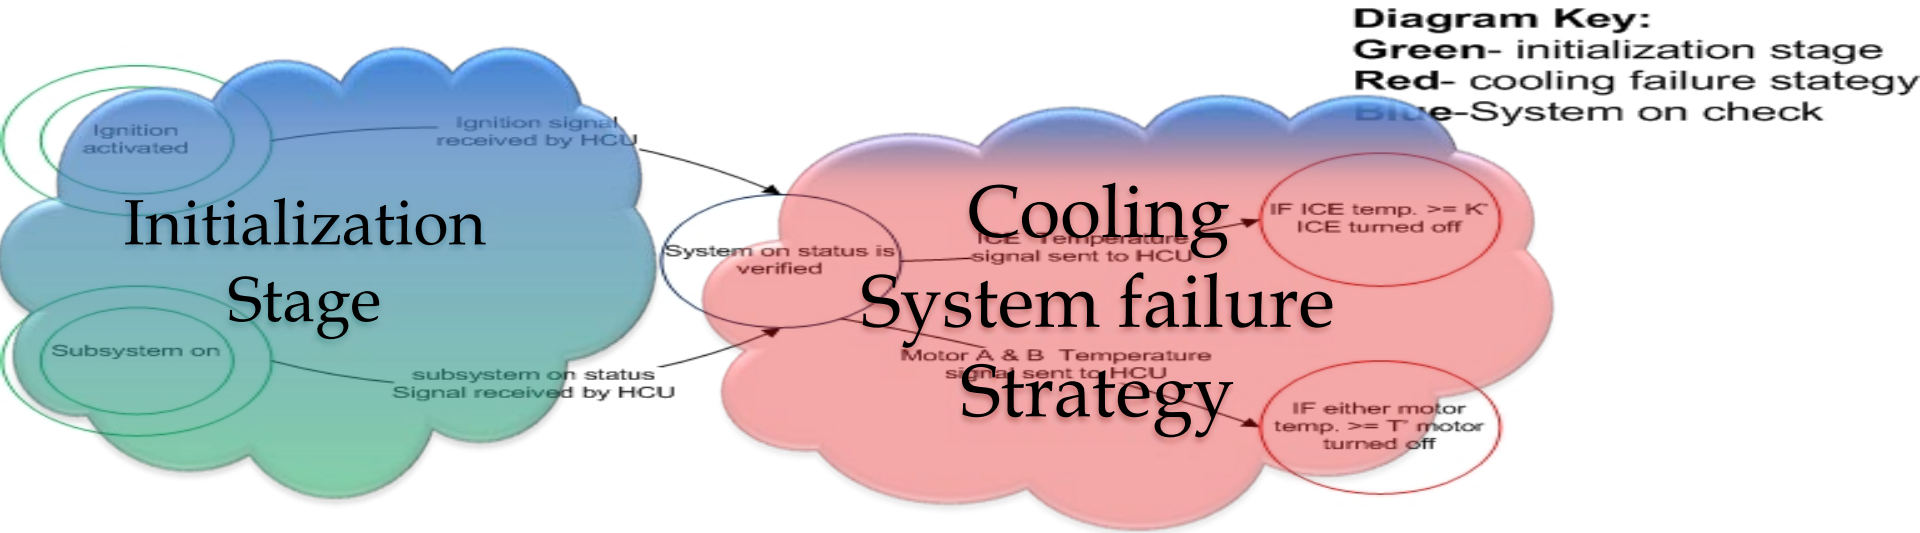 Diagram Key:
Green- initialization stage
Red- cooling failure stategy
Blue-System on check
Ignition
activated
Ignition signal
received by HCU
Initialization
Stage
Subsystem on
subsystem on status
Signal received by HCU
System on status is
verified
Cooling
System failure
Strategy
ICE Temperature
signal sent to HCU
IF ICE temp. >= K'
ICE turned off
Motor A & B Temperature
signal sent to HCU
IF either motor
temp. >= T' motor
turned off